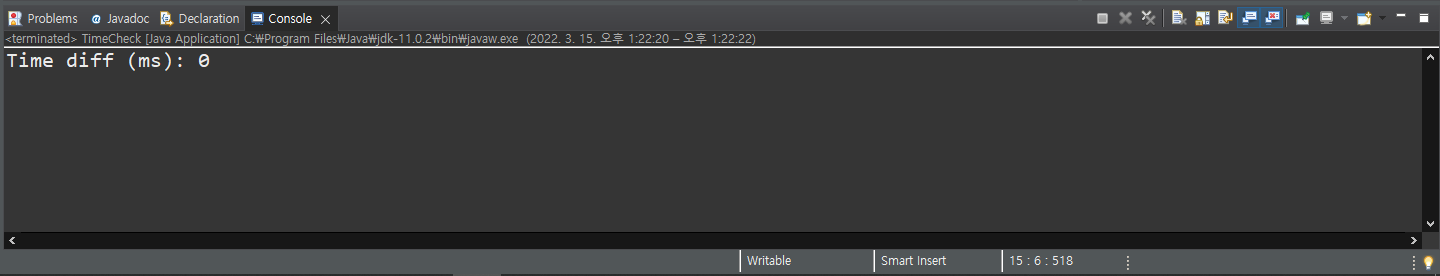 Problems @ Javadoc Declaration Console
<terminated> TimeCheck [Java Application] C:₩Program Files₩Java₩jdk-11.0.2₩bin₩javaw.exe (2022. 3. 15. 오후 1:22:20 – 오후 1:22:22)
Time diff (ms): 0
Writable Smart Insert 15 : 6 : 518